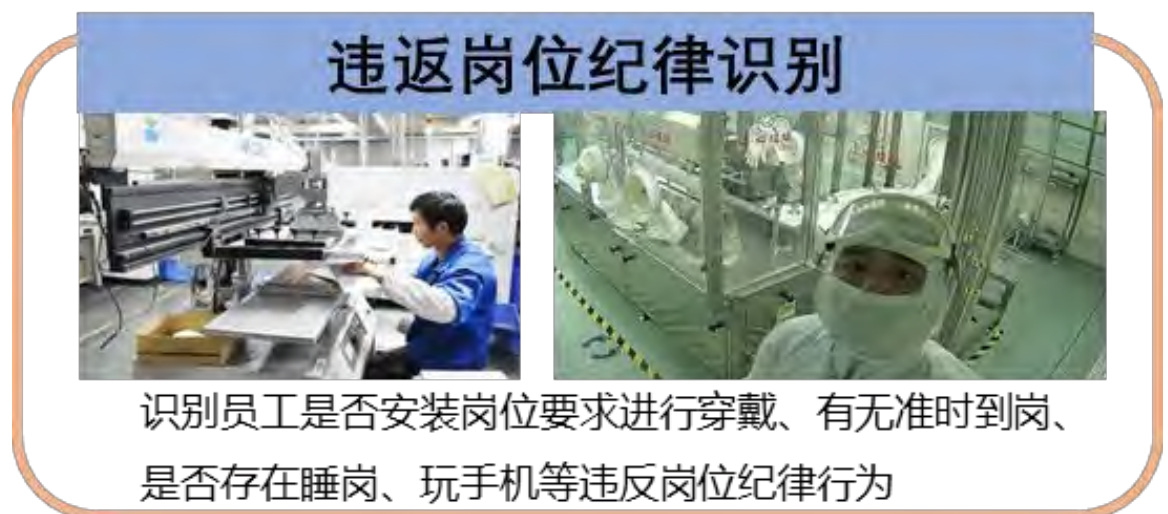 违返岗位纪律识别
识别员工是否安装岗位要求进行穿戴、有无准时到岗、
是否存在睡岗、玩手机等违反岗位纪律行为